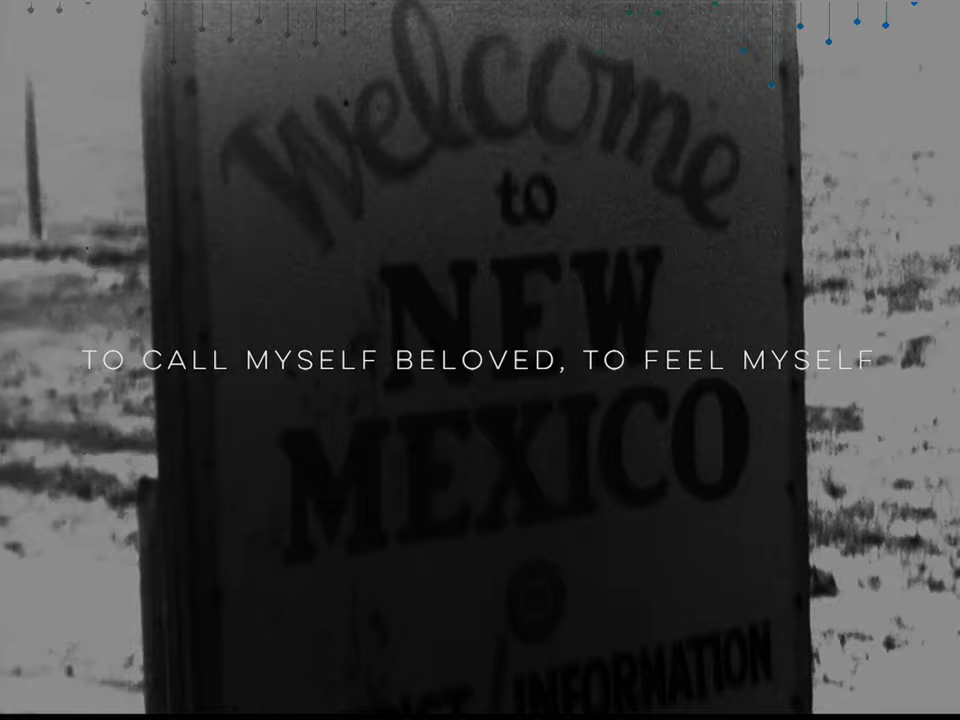 Welcome
to
NEW
TO CALL MYSELF BELOVED, TO FEEL MYSELF
MEXICO
INFORMATION